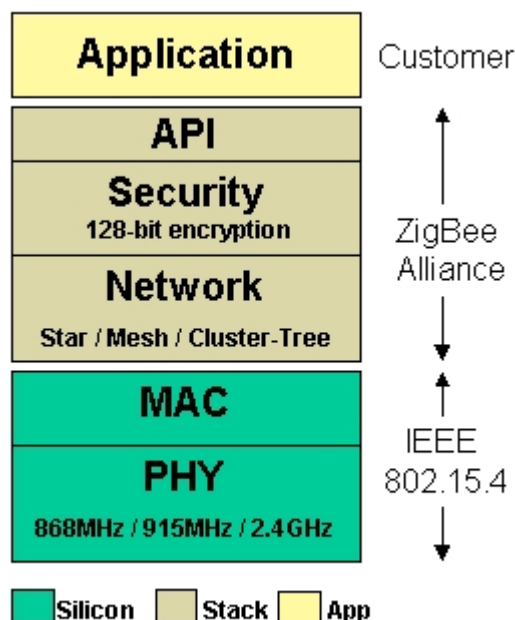 Application
Customer
API
Security
128-bit encryption
Network
Star / Mesh / Cluster-Tree
ZigBee
Alliance
MAC
PHY
868MHz / 915MHz / 2.4GHz
IEEE
802.15.4
Silicon
Stack
App